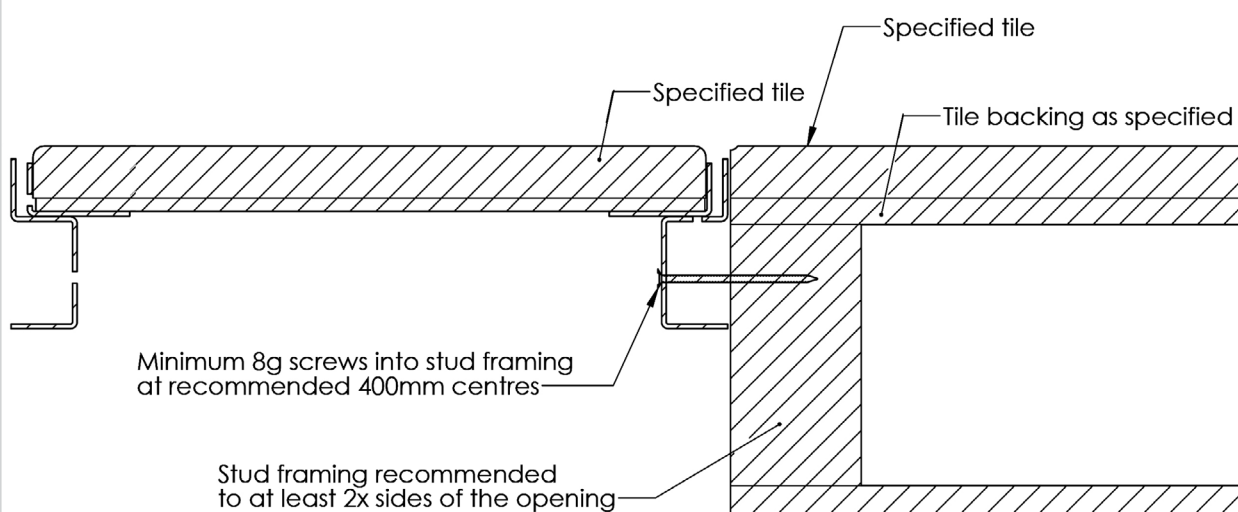 Specified tile
Specified tile
Tile backing as specified
Minimum 8g screws into stud framing
at recommended 400mm centres
Stud framing recommended
to at least 2x sides of the opening